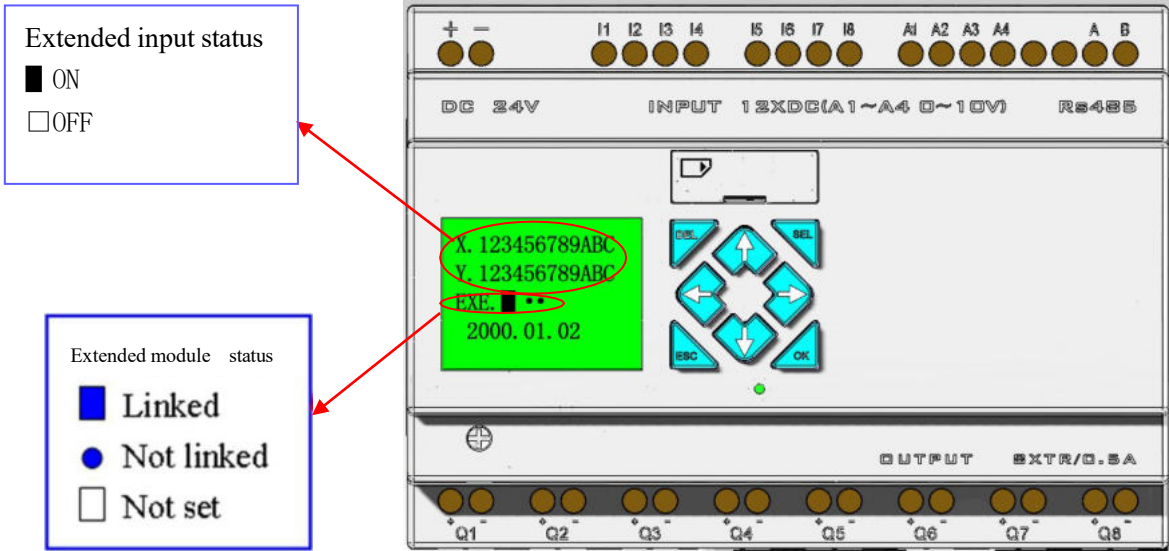 Extended input status
ON
OFF
Extended module status
Linked
Not linked
Not set
+ − I1 I2 I3 I4 I5 I6 I7 I8 A1 A2 A3 A4 A B
DC 24V INPUT 12XDC(A1~A4 0~10V) Rs485
X. 123456789ABC
Y. 123456789ABC
EXE.
2000. 01. 02
DEL SEL
ESC OK
OUTPUT 8XTR/0.5A
+ - + - + - + - + - + - + - + -
Q1 Q2 Q3 Q4 Q5 Q6 Q7 Q8